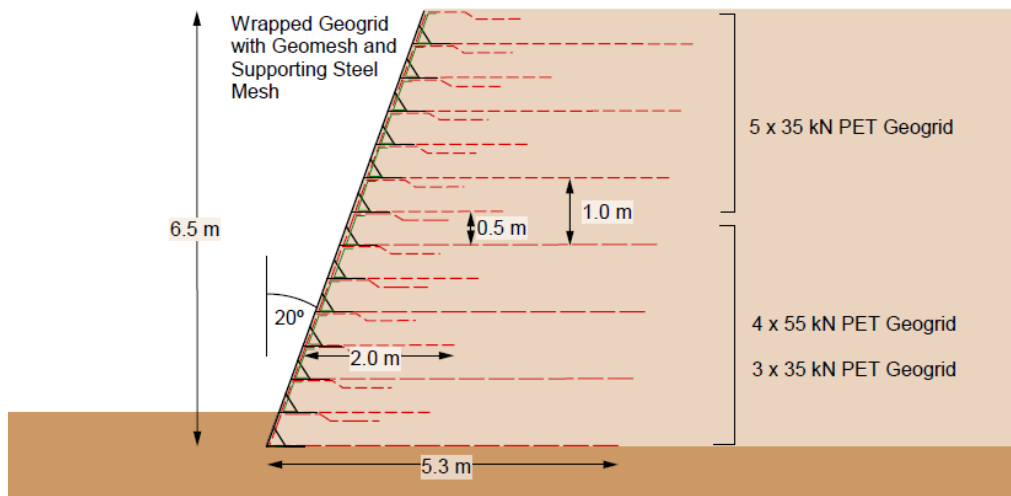 Wrapped Geogrid
with Geomesh and
Supporting Steel
Mesh
5 x 35 kN PET Geogrid
1.0 m
6.5 m
0.5 m
20º
4 x 55 kN PET Geogrid
2.0 m
3 x 35 kN PET Geogrid
5.3 m